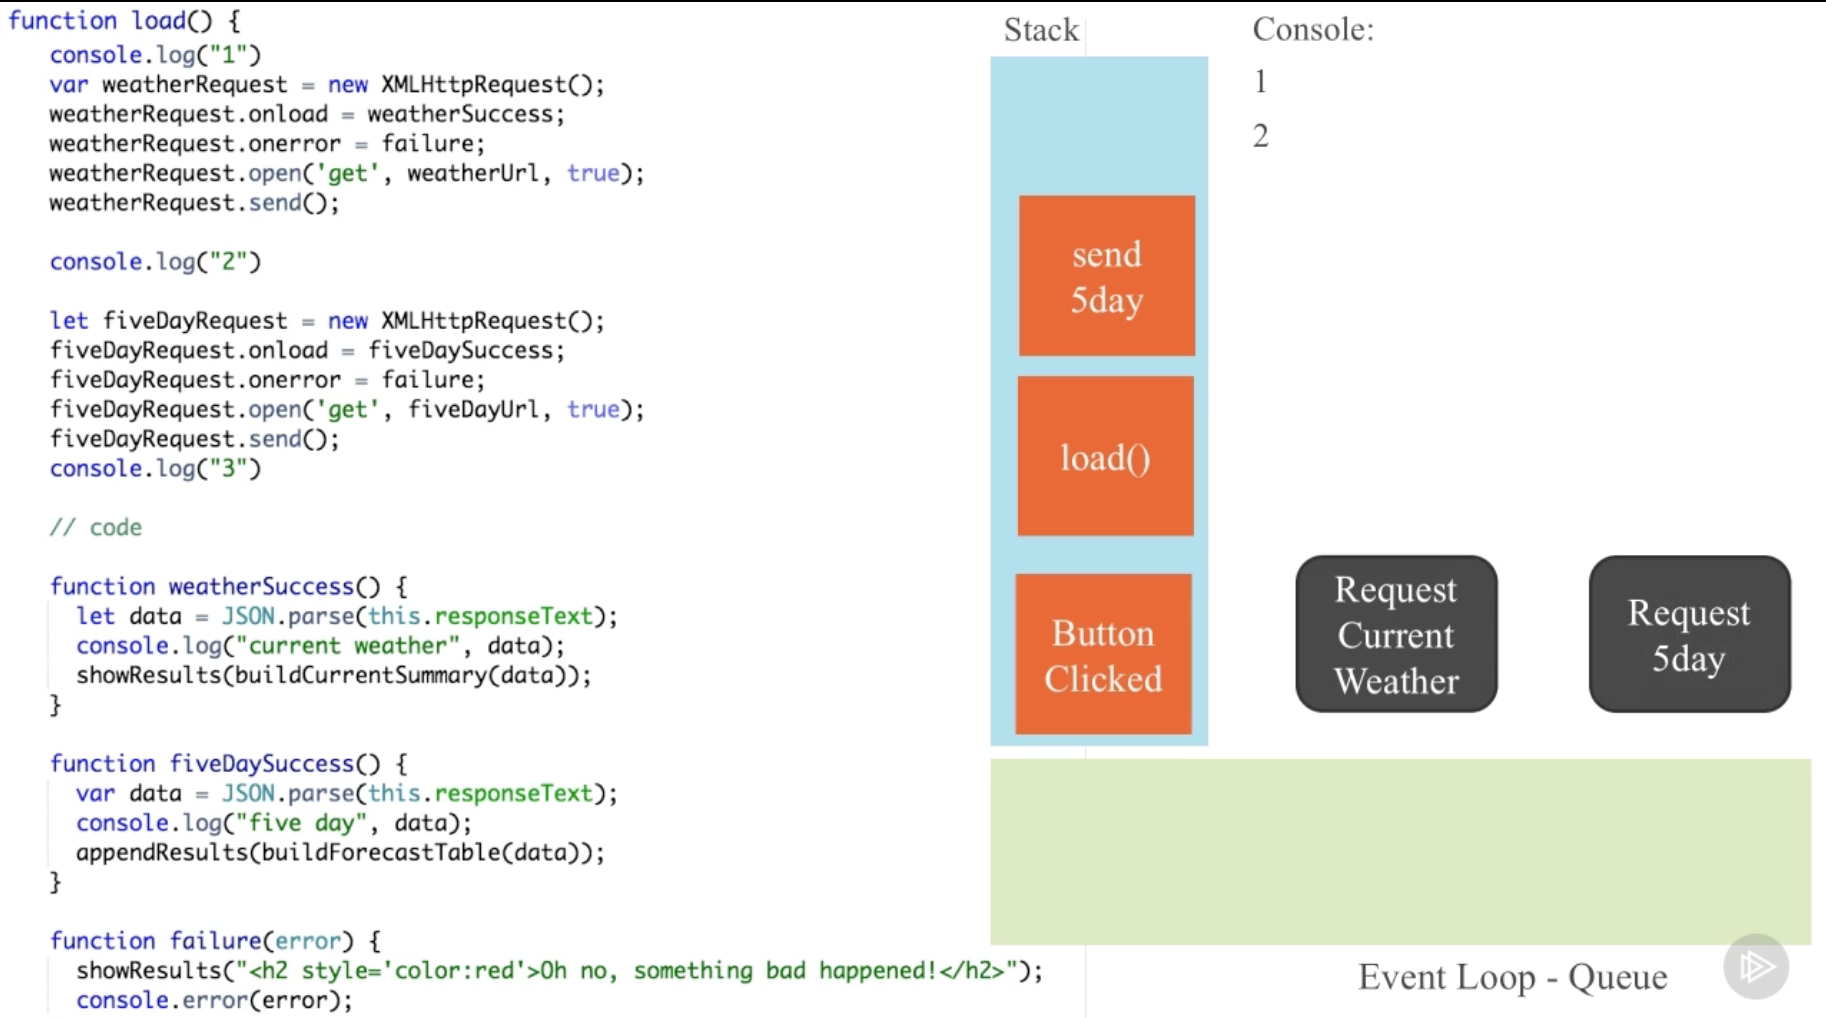 function load() {
console.log("1")
var weatherRequest = new XMLHttpRequest();
weatherRequest.onload = weatherSuccess;
weatherRequest.onerror = failure;
weatherRequest.open('get', weatherUrl, true);
weatherRequest.send();
console.log("2")
let fiveDayRequest = new XMLHttpRequest();
fiveDayRequest.onload = fiveDaySuccess;
fiveDayRequest.onerror = failure;
fiveDayRequest.open('get', fiveDayUrl, true);
fiveDayRequest.send();
console.log("3")
// code
function weatherSuccess() {
let data = JSON.parse(this.responseText);
console.log("current weather", data);
showResults(buildCurrentSummary(data));
}
function fiveDaySuccess() {
var data = JSON.parse(this.responseText);
console.log("five day", data);
appendResults(buildForecastTable(data));
}
function failure(error) {
showResults("<h2 style='color:red'>Oh no, something bad happened!</h2>");
console.error(error);
Stack
send
5day
load()
Button
Clicked
Console:
1
2
Request
Current
Weather
Request
5day
Event Loop - Queue